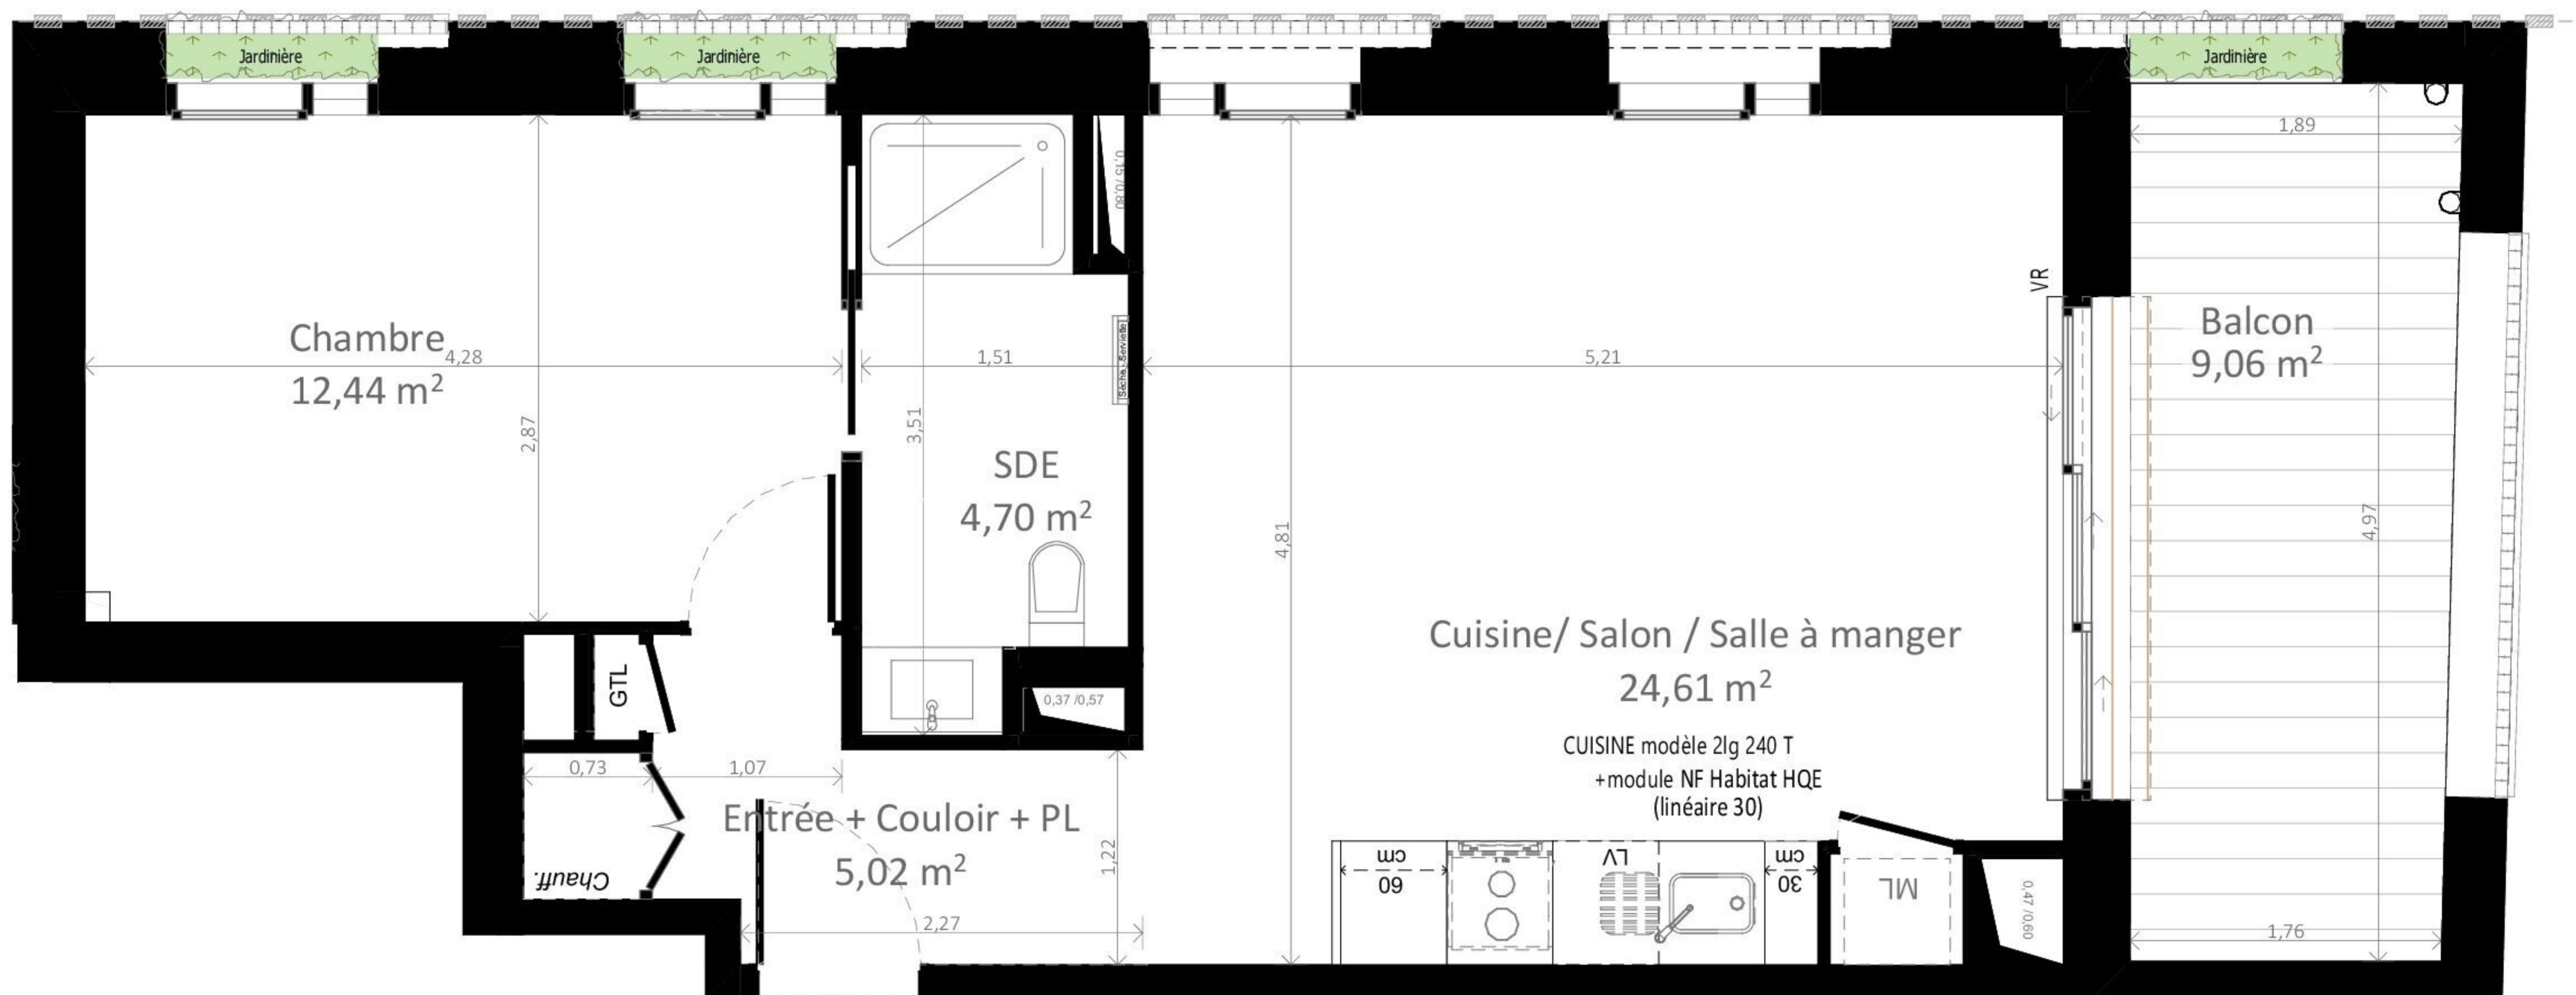 Jardinière
Jardinière
Jardinière
1,89
0,15 /0,80
VR
Chambre
4,28
12,44 m²
2,87
1,51
3,51
Sèche - Serviette
SDE
4,70 m²
5,21
4,81
Balcon
9,06 m²
4,97
Cuisine/ Salon / Salle à manger
24,61 m²
CUISINE modèle 2lg 240 T
+module NF Habitat HQE
(linéaire 30)
GTL
0,37 /0,57
0,73
1,07
Entrée + Couloir + PL
5,02 m²
1,22
2,27
Chauff.
60
cm
LV
30
cm
ML
0,47 /0,60
1,76